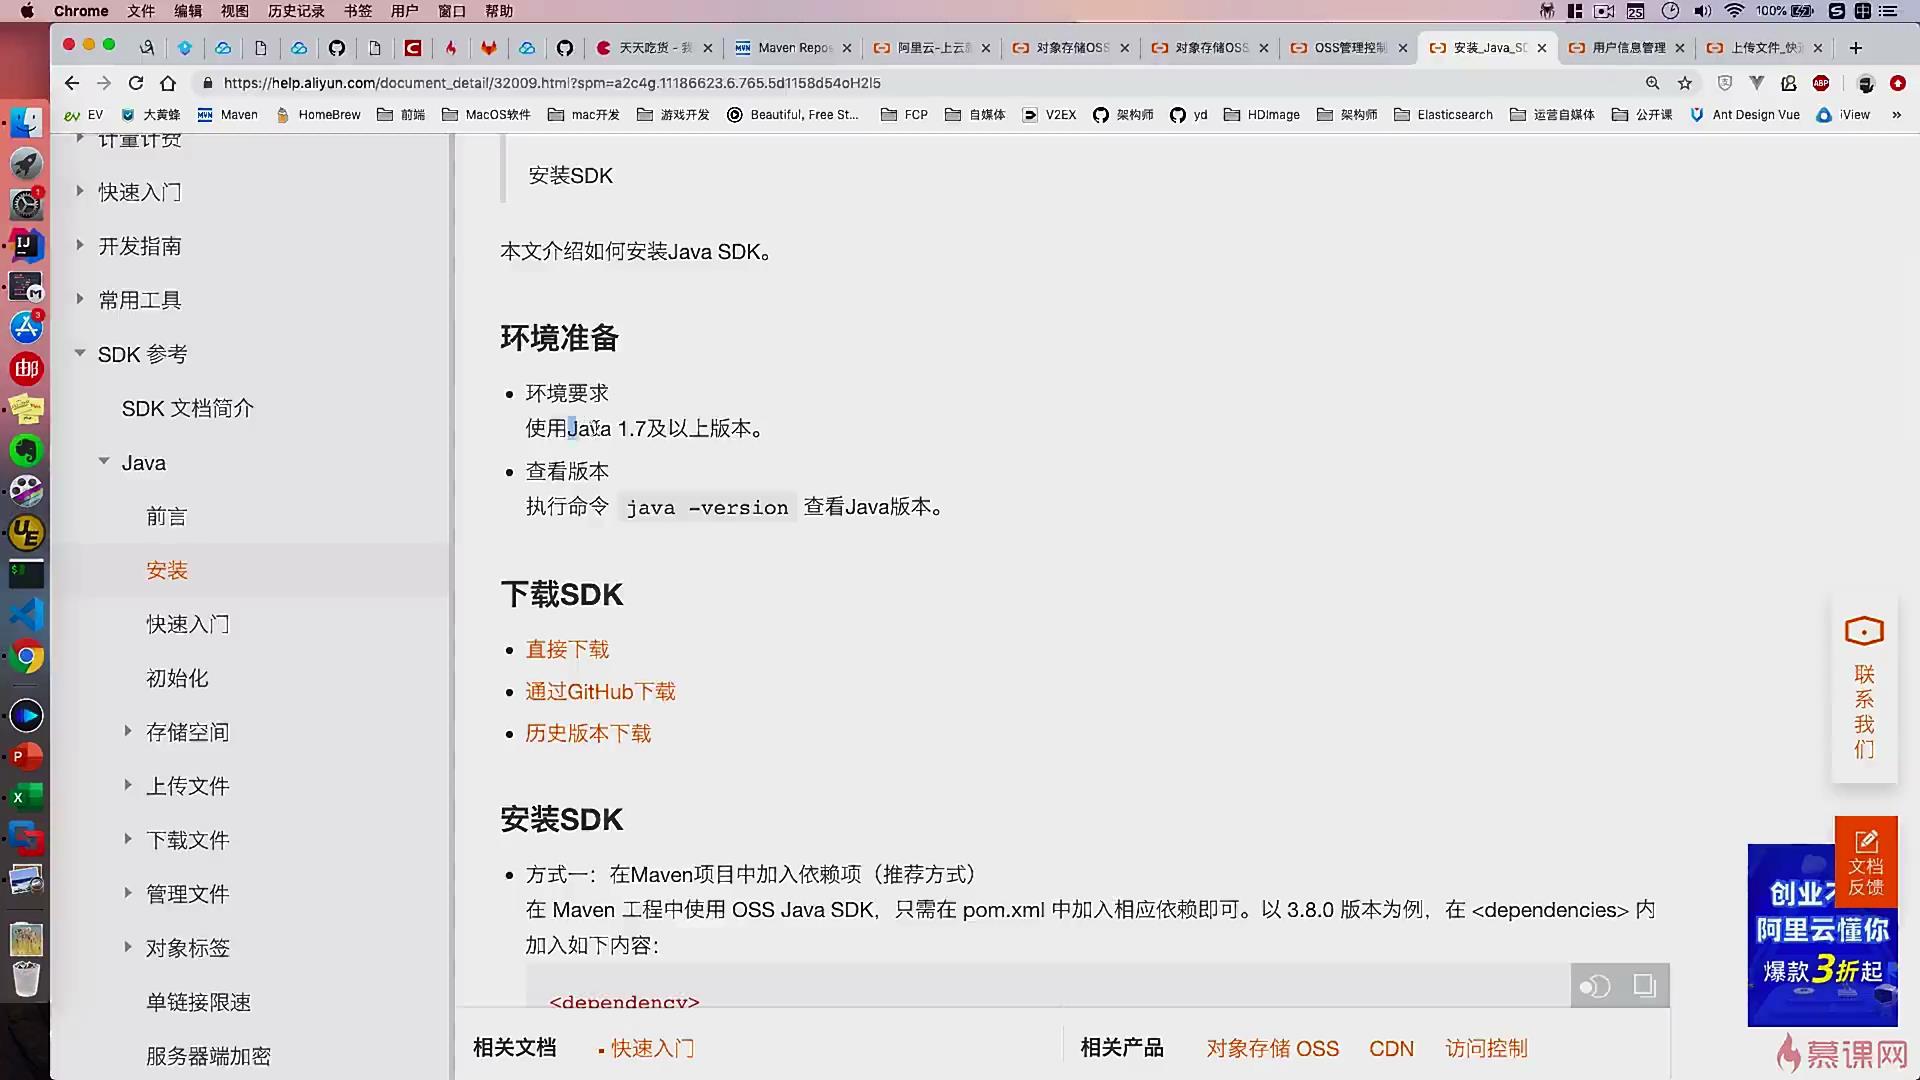 Chrome 文件 编辑 视图 历史记录 书签 用户 窗口 帮助
25 100%
天天吃货 - 我 Maven Repos 阿里云-上云就 对象存储OSS 对象存储OSS OSS管理控制 安装_Java_SD 用户信息管理 上传文件_快速
https://help.aliyun.com/document_detail/32009.html?spm=a2c4g.11186623.6.765.5d1158d54oH2I5
EV 大黄蜂 Maven HomeBrew 前端 MacOS软件 mac开发 游戏开发 Beautiful, Free St... FCP 自媒体 V2EX 架构师 yd HDImage 架构师 Elasticsearch 运营自媒体 公开课 Ant Design Vue iView »
计量计费
快速入门
开发指南
常用工具
SDK 参考
SDK 文档简介
Java
前言
安装
快速入门
初始化
存储空间
上传文件
下载文件
管理文件
对象标签
单链接限速
服务器端加密
安装SDK
本文介绍如何安装Java SDK。
环境准备
环境要求
使用Java 1.7及以上版本。
查看版本
执行命令 java -version 查看Java版本。
下载SDK
直接下载
通过GitHub下载
历史版本下载
安装SDK
方式一：在Maven项目中加入依赖项（推荐方式）
在 Maven 工程中使用 OSS Java SDK，只需在 pom.xml 中加入相应依赖即可。以 3.8.0 版本为例，在 <dependencies> 内
加入如下内容：
<dependency>
相关文档 快速入门 相关产品 对象存储 OSS CDN 访问控制
联系我们
文档
反馈
阿里云懂你
爆款3折起
慕课网